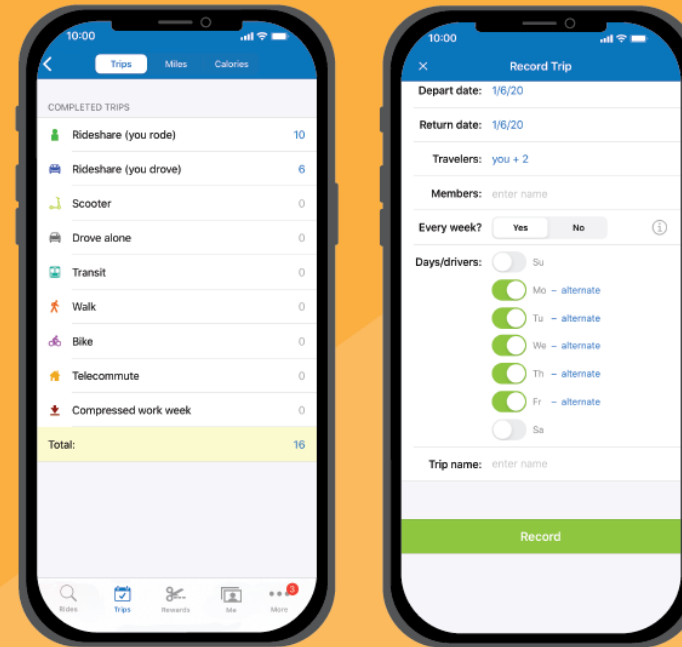 10:00
Trips Miles Calories
COMPLETED TRIPS
Rideshare (you rode) 10
Rideshare (you drove) 6
Scooter 0
Drove alone 0
Transit 0
Walk 0
Bike 0
Telecommute 0
Compressed work week 0
Total: 16
3
Rides Trips Rewards Me More
10:00
× Record Trip
Depart date: 1/6/20
Return date: 1/6/20
Travelers: you + 2
Members: enter name
Every week? Yes No i
Days/drivers: Su
Mo – alternate
Tu – alternate
We – alternate
Th – alternate
Fr – alternate
Sa
Trip name: enter name
Record